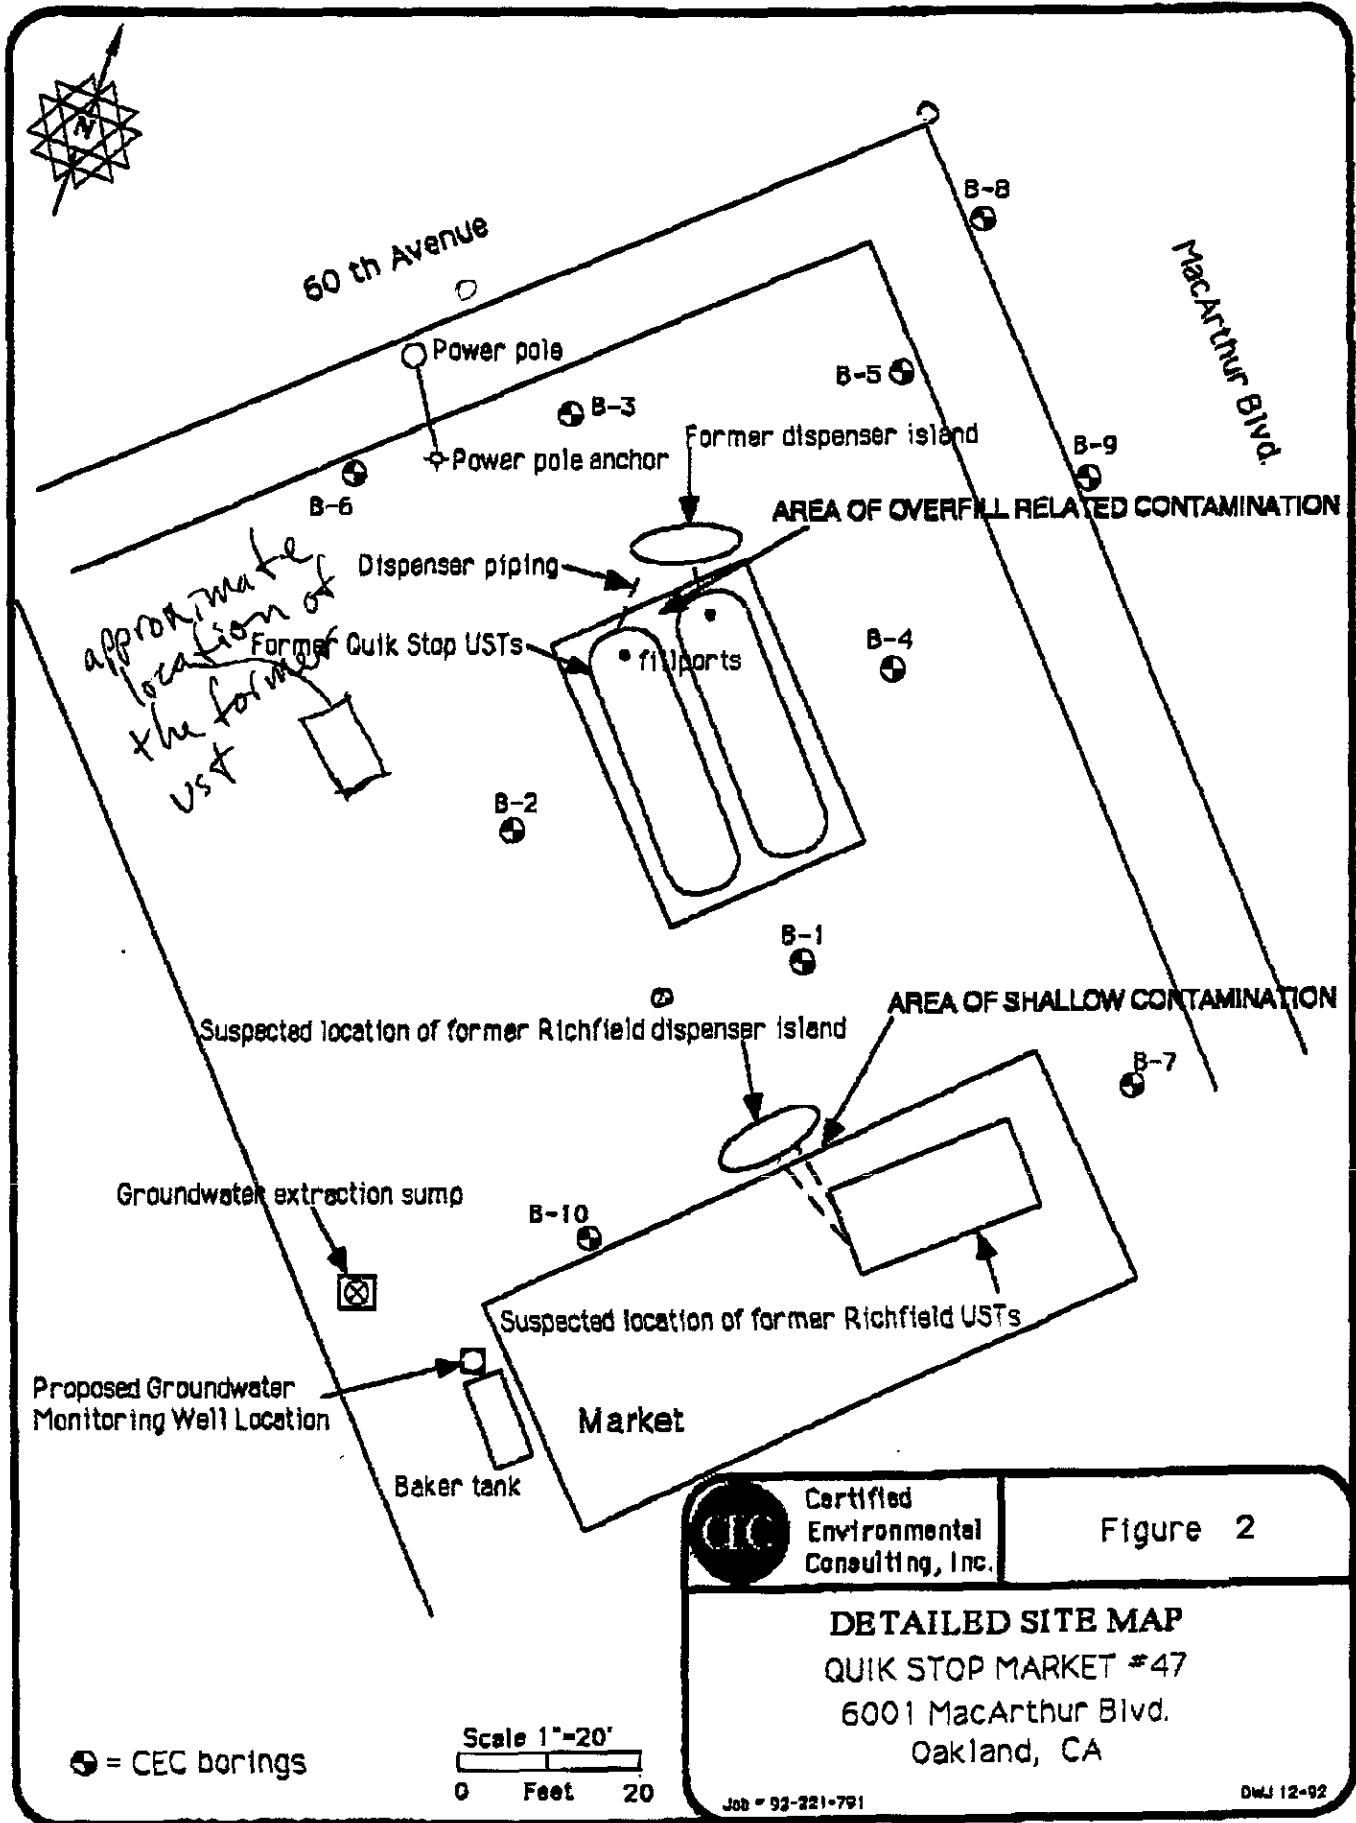 N
60 th Avenue
MacArthur Blvd.
B-8
Power pole
B-5
B-3
Former dispenser island
Power pole anchor
B-9
B-6
AREA OF OVERFILL RELATED CONTAMINATION
Dispenser piping
approximate
location of
the former
UST
Former Quik Stop USTs
fillports
B-4
B-2
B-1
AREA OF SHALLOW CONTAMINATION
Suspected location of former Richfield dispenser island
B-7
Groundwater extraction sump
B-10
Suspected location of former Richfield USTs
Proposed Groundwater
Monitoring Well Location
Market
Baker tank
CEC
Certified
Environmental
Consulting, Inc.
Figure 2
DETAILED SITE MAP
QUIK STOP MARKET #47
6001 MacArthur Blvd.
Oakland, CA
Job # 92-221-791
DWJ 12-92
= CEC borings
Scale 1"=20'
0 Feet 20